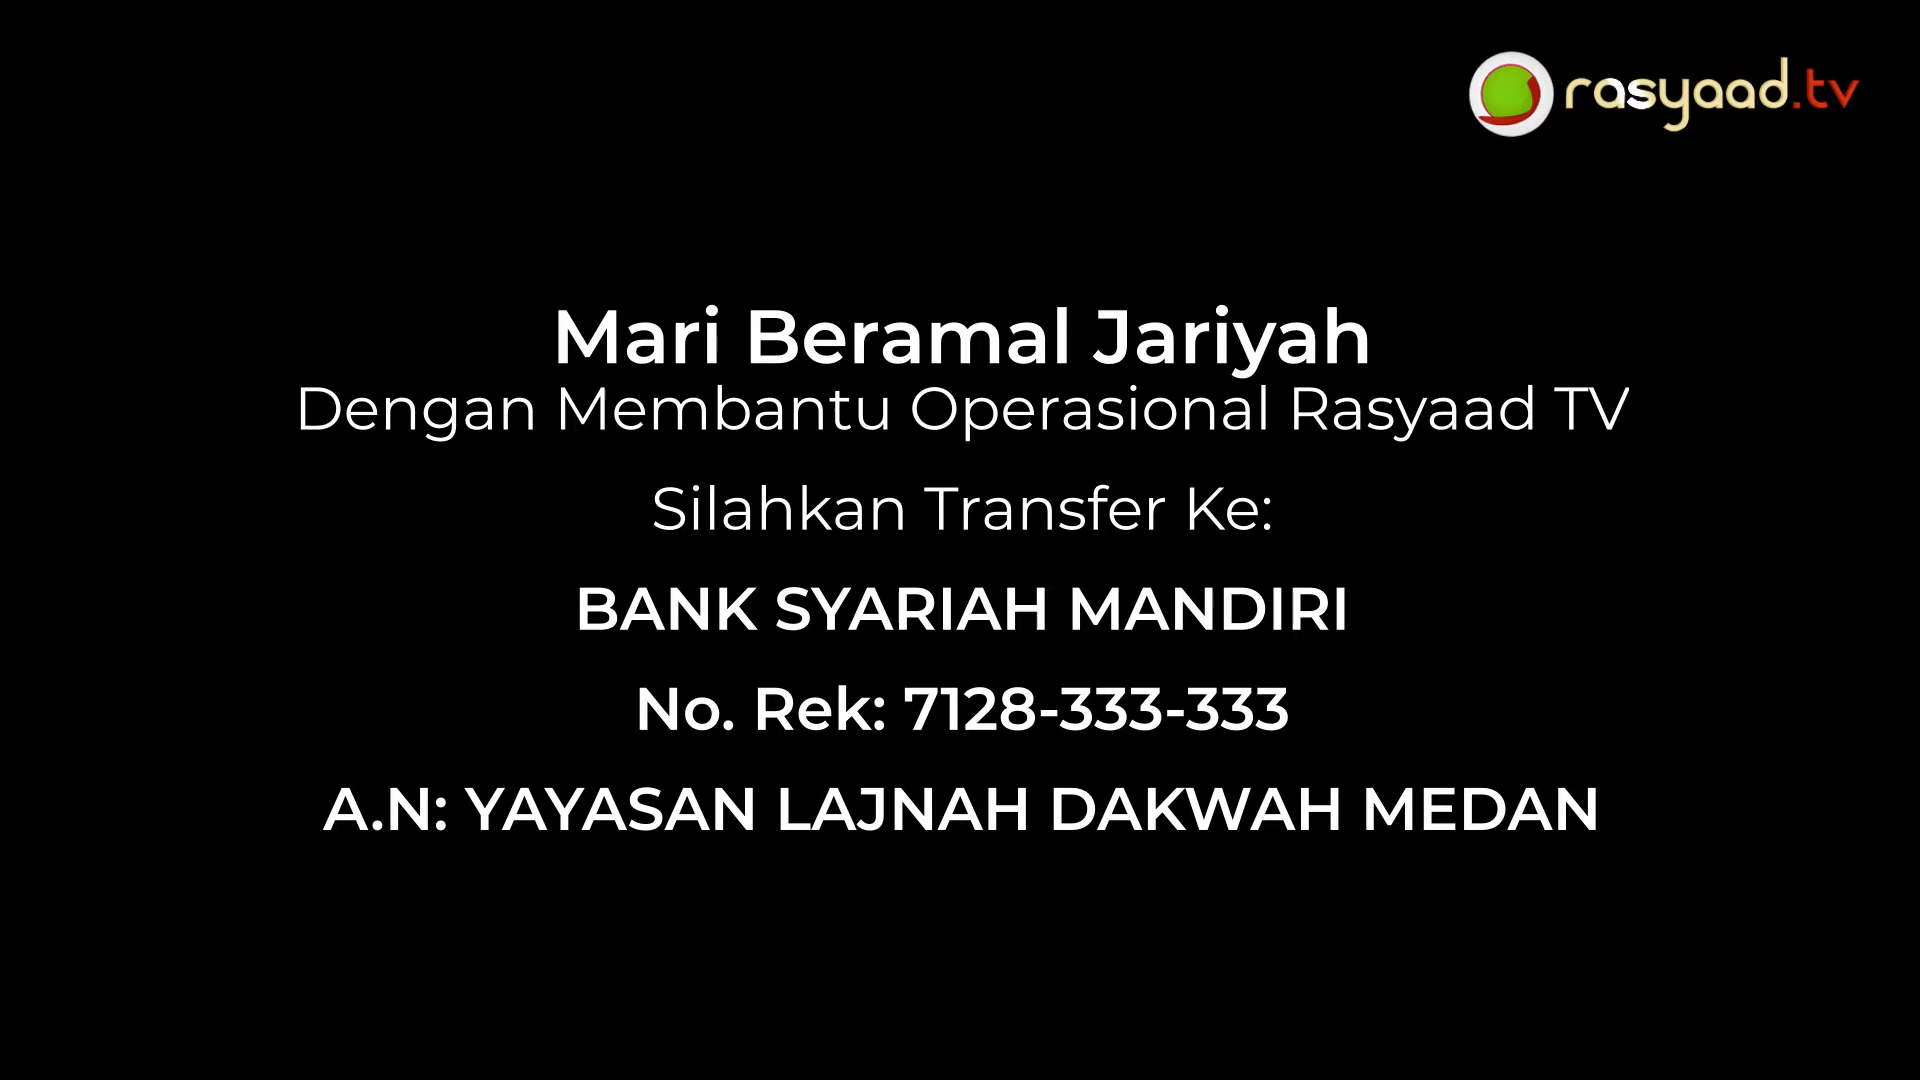 rasyaad.tv
Mari Beramal Jariyah
Dengan Membantu Operasional Rasyaad TV
Silahkan Transfer Ke:
BANK SYARIAH MANDIRI
No. Rek: 7128-333-333
A.N: YAYASAN LAJNAH DAKWAH MEDAN